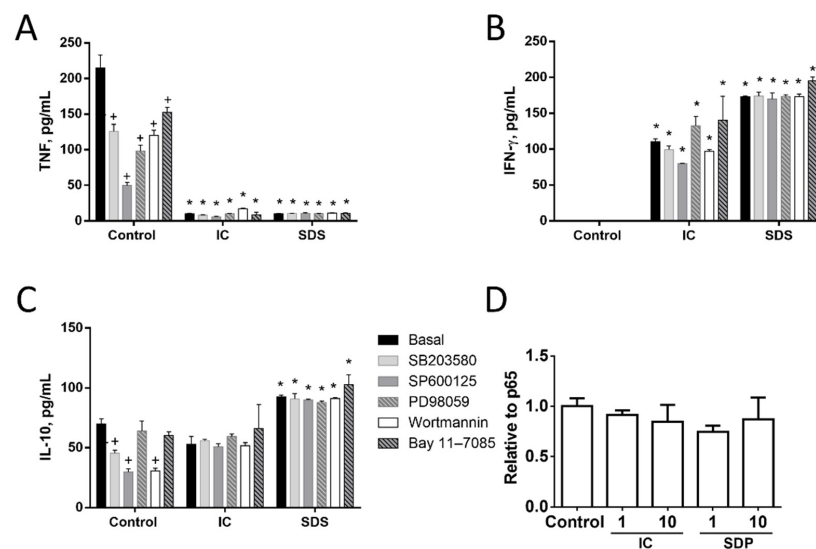 A
TNF, pg/mL
250
200
150
100
50
0
+
+
+
+
+
* * * * * *
* * * * * *
Control IC SDS
B
IFN-γ, pg/mL
250
200
150
100
50
0
* * * * * *
* * * * * *
Control IC SDS
C
IL-10, pg/mL
150
100
50
0
+
+
+
* * * * * *
Control IC SDS
Basal
SB203580
SP600125
PD98059
Wortmannin
Bay 11–7085
D
Relative to p65
1.5
1.0
0.5
0.0
Control 1 10 1 10
IC SDP